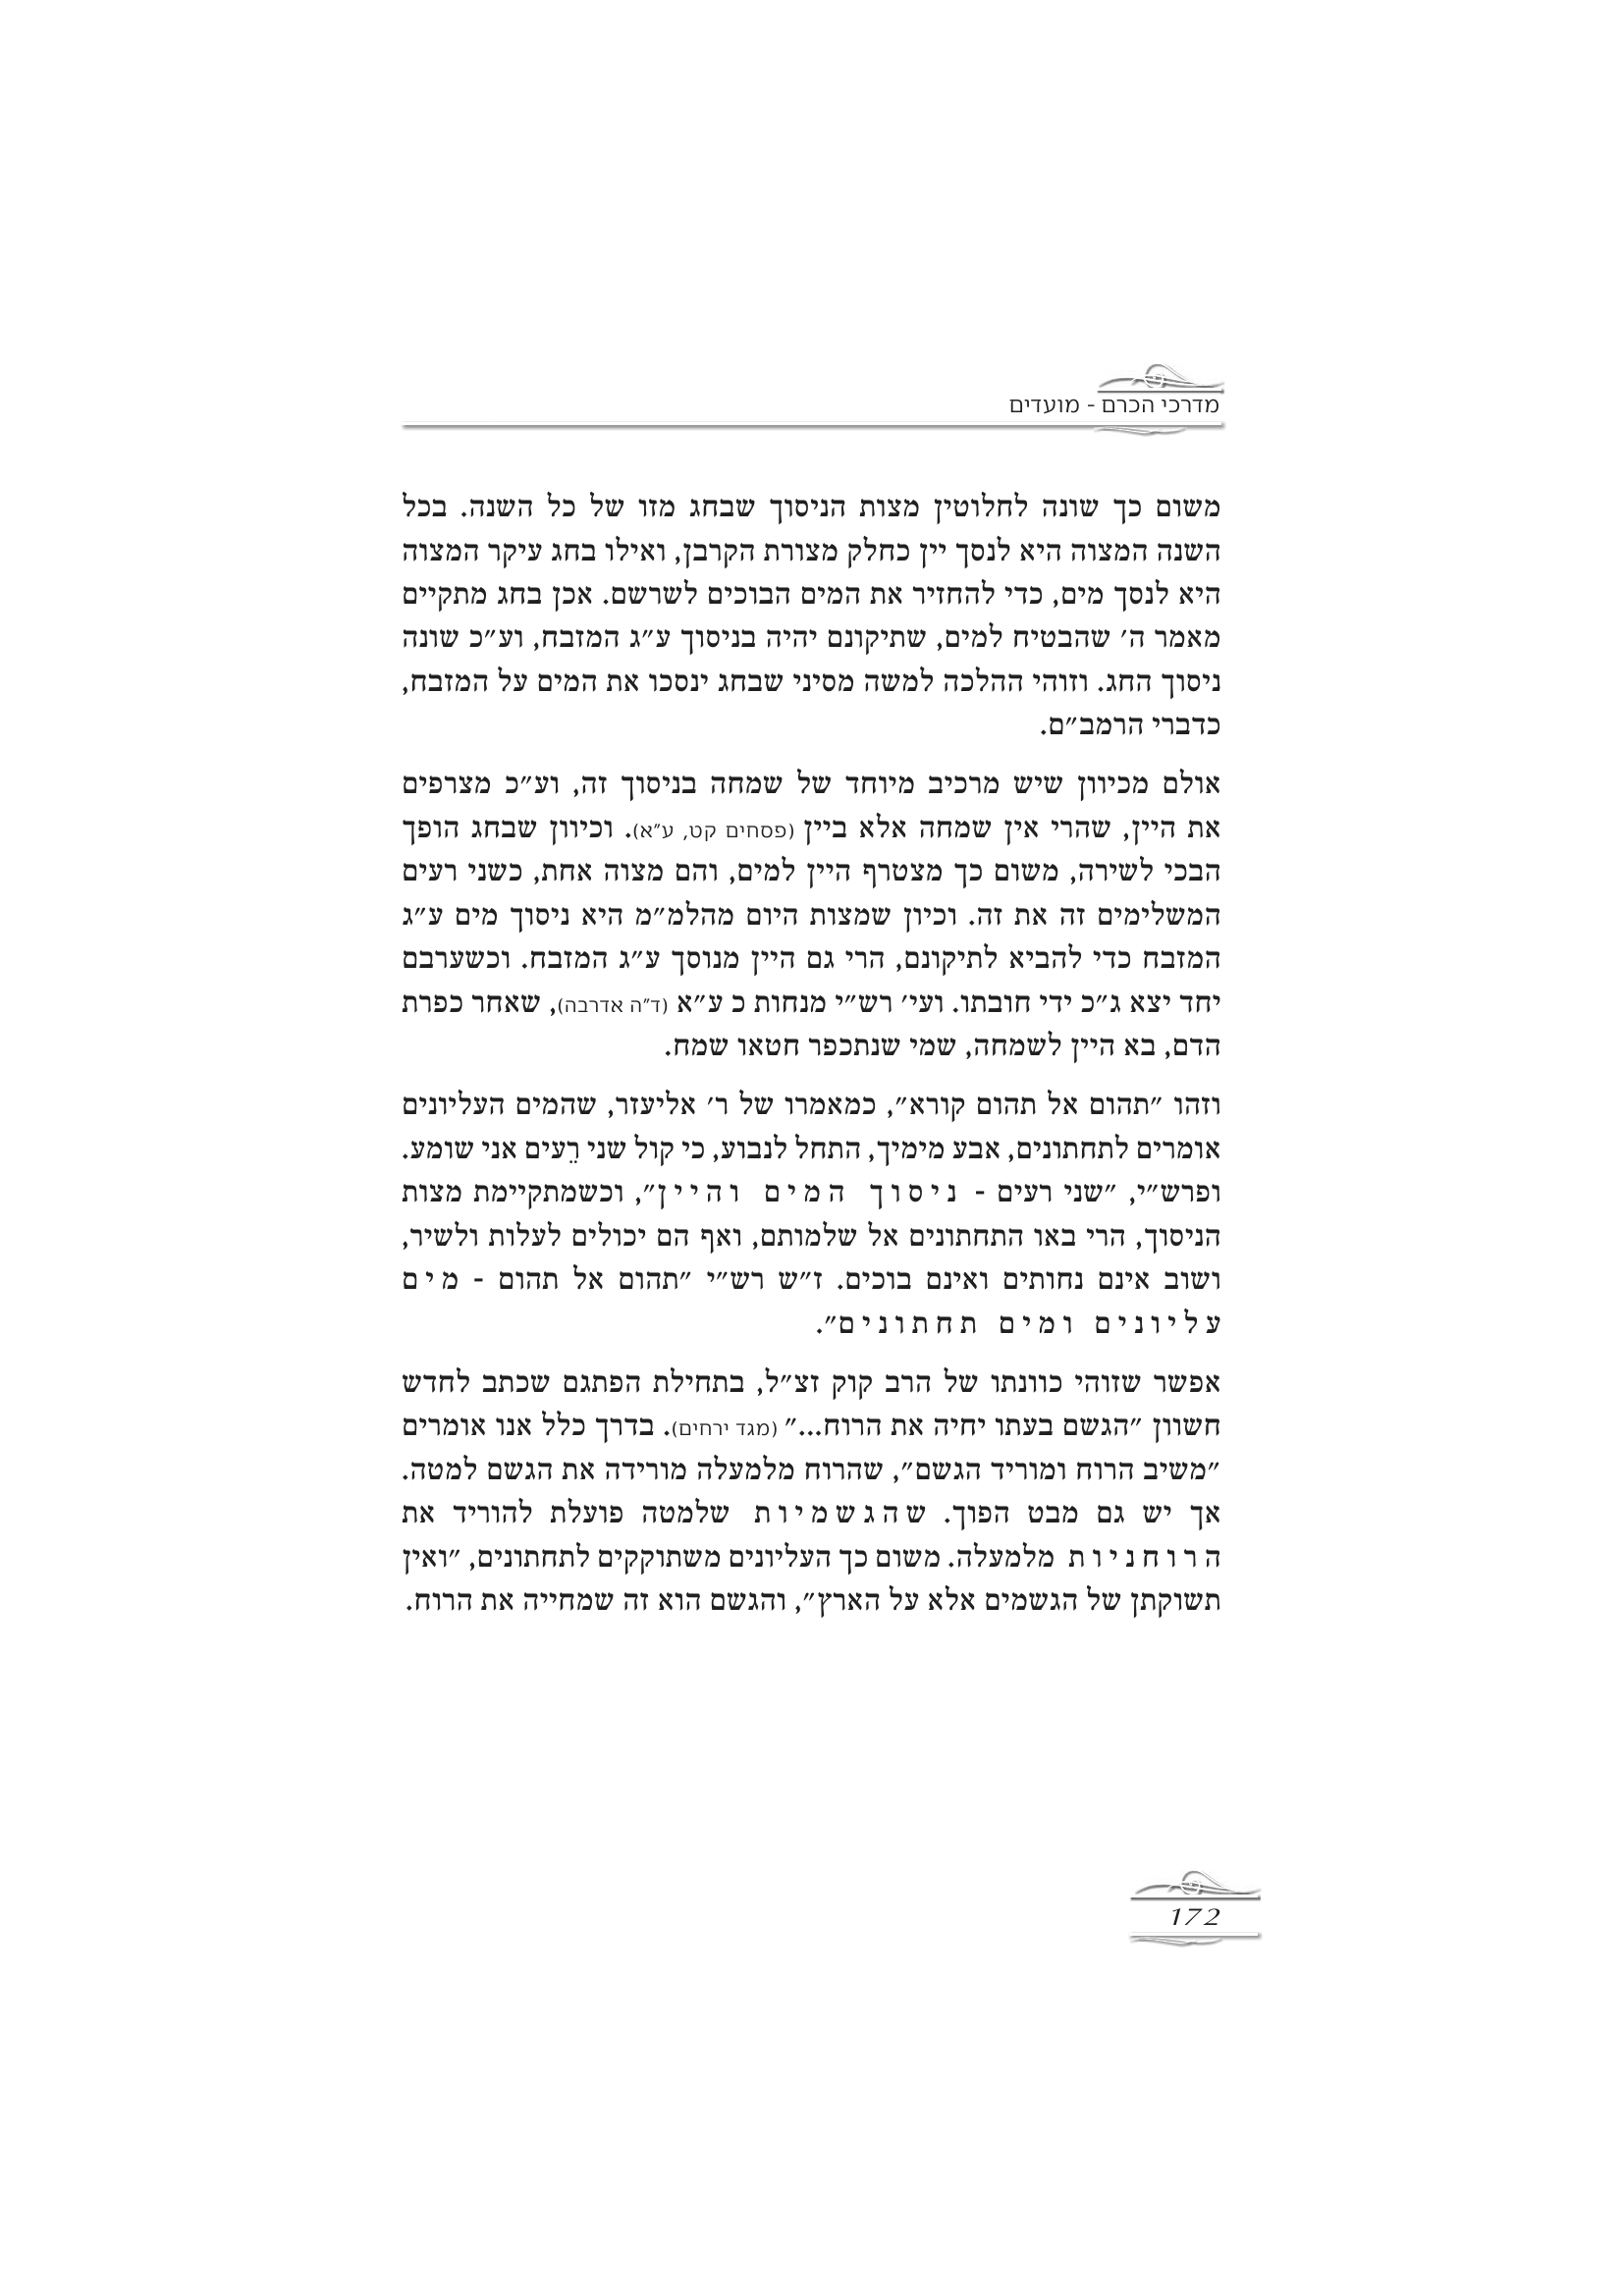 מדרכי הכרם - מועדים
משום כך שונה לחלוטין מצות הניסוך שבחג מזו של כל השנה. בכל
השנה המצוה היא לנסך יין כחלק מצורת הקרבן, ואילו בחג עיקר המצוה
היא לנסך מים, כדי להחזיר את המים הבוכים לשרשם. אכן בחג מתקיים
מאמר ה׳ שהבטיח למים, שתיקונם יהיה בניסוך ע״ג המזבח, וע״כ שונה
ניסוך החג. וזוהי ההלכה למשה מסיני שבחג ינסכו את המים על המזבח,
כדברי הרמב״ם.
אולם מכיוון שיש מרכיב מיוחד של שמחה בניסוך זה, וע״כ מצרפים
את היין, שהרי אין שמחה אלא ביין (פסחים קט, ע״א). וכיוון שבחג הופך
הבכי לשירה, משום כך מצטרף היין למים, והם מצוה אחת, כשני רעים
המשלימים זה את זה. וכיון שמצות היום מהלמ״מ היא ניסוך מים ע״ג
המזבח כדי להביא לתיקונם, הרי גם היין מנוסך ע״ג המזבח. וכשערבם
יחד יצא ג״כ ידי חובתו. ועי׳ רש״י מנחות כ ע״א (ד״ה אדרבה), שאחר כפרת
הדם, בא היין לשמחה, שמי שנתכפר חטאו שמח.
וזהו ״תהום אל תהום קורא״, כמאמרו של ר׳ אליעזר, שהמים העליונים
אומרים לתחתונים, אבע מימיך, התחל לנבוע, כי קול שני רֵעים אני שומע.
ופרש״י, ״שני רעים - ניסוך המים והיין״, וכשמתקיימת מצות
הניסוך, הרי באו התחתונים אל שלמותם, ואף הם יכולים לעלות ולשיר,
ושוב אינם נחותים ואינם בוכים. ז״ש רש״י ״תהום אל תהום - מים
עליונים ומים תחתונים״.
אפשר שזוהי כוונתו של הרב קוק זצ״ל, בתחילת הפתגם שכתב לחדש
חשוון ״הגשם בעתו יחיה את הרוח...״ (מגד ירחים). בדרך כלל אנו אומרים
״משיב הרוח ומוריד הגשם״, שהרוח מלמעלה מורידה את הגשם למטה.
אך יש גם מבט הפוך. שהגשמיות שלמטה פועלת להוריד את
הרוחניות מלמעלה. משום כך העליונים משתוקקים לתחתונים, ״ואין
תשוקתן של הגשמים אלא על הארץ״, והגשם הוא זה שמחייה את הרוח.
172